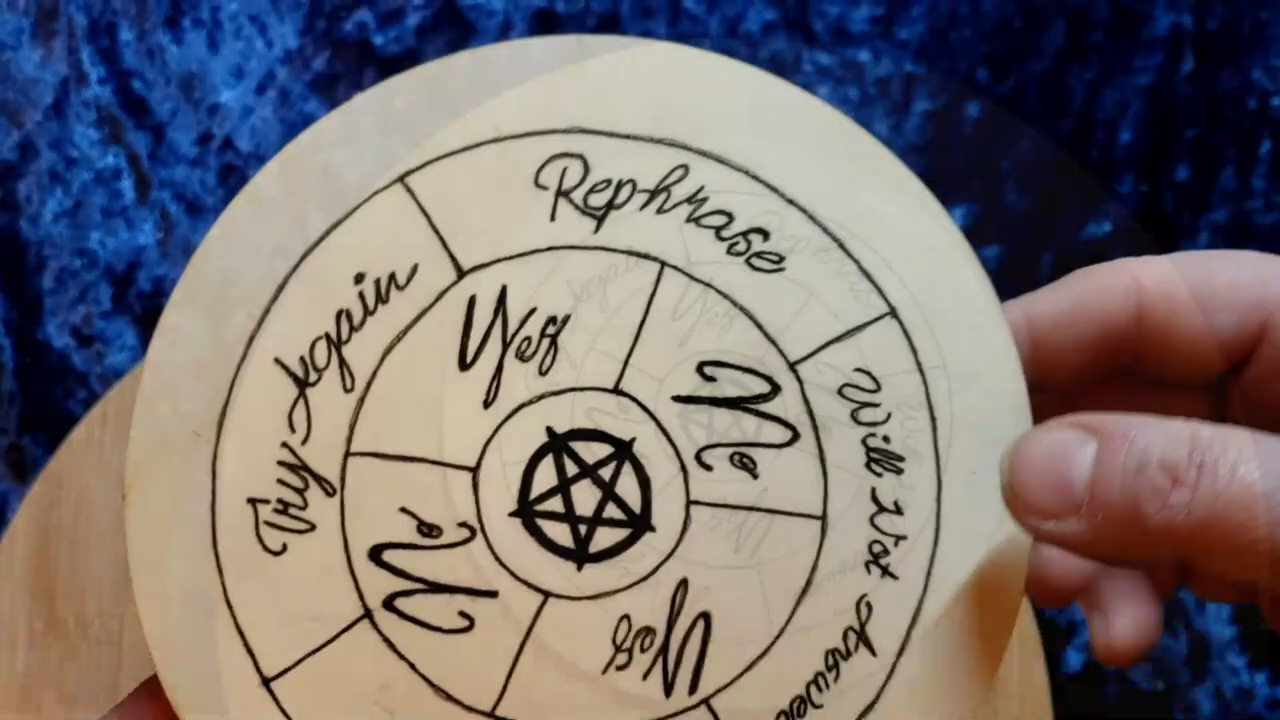 Rephrase
Try Again
Yes
No
Will Not Answer
No
Yes